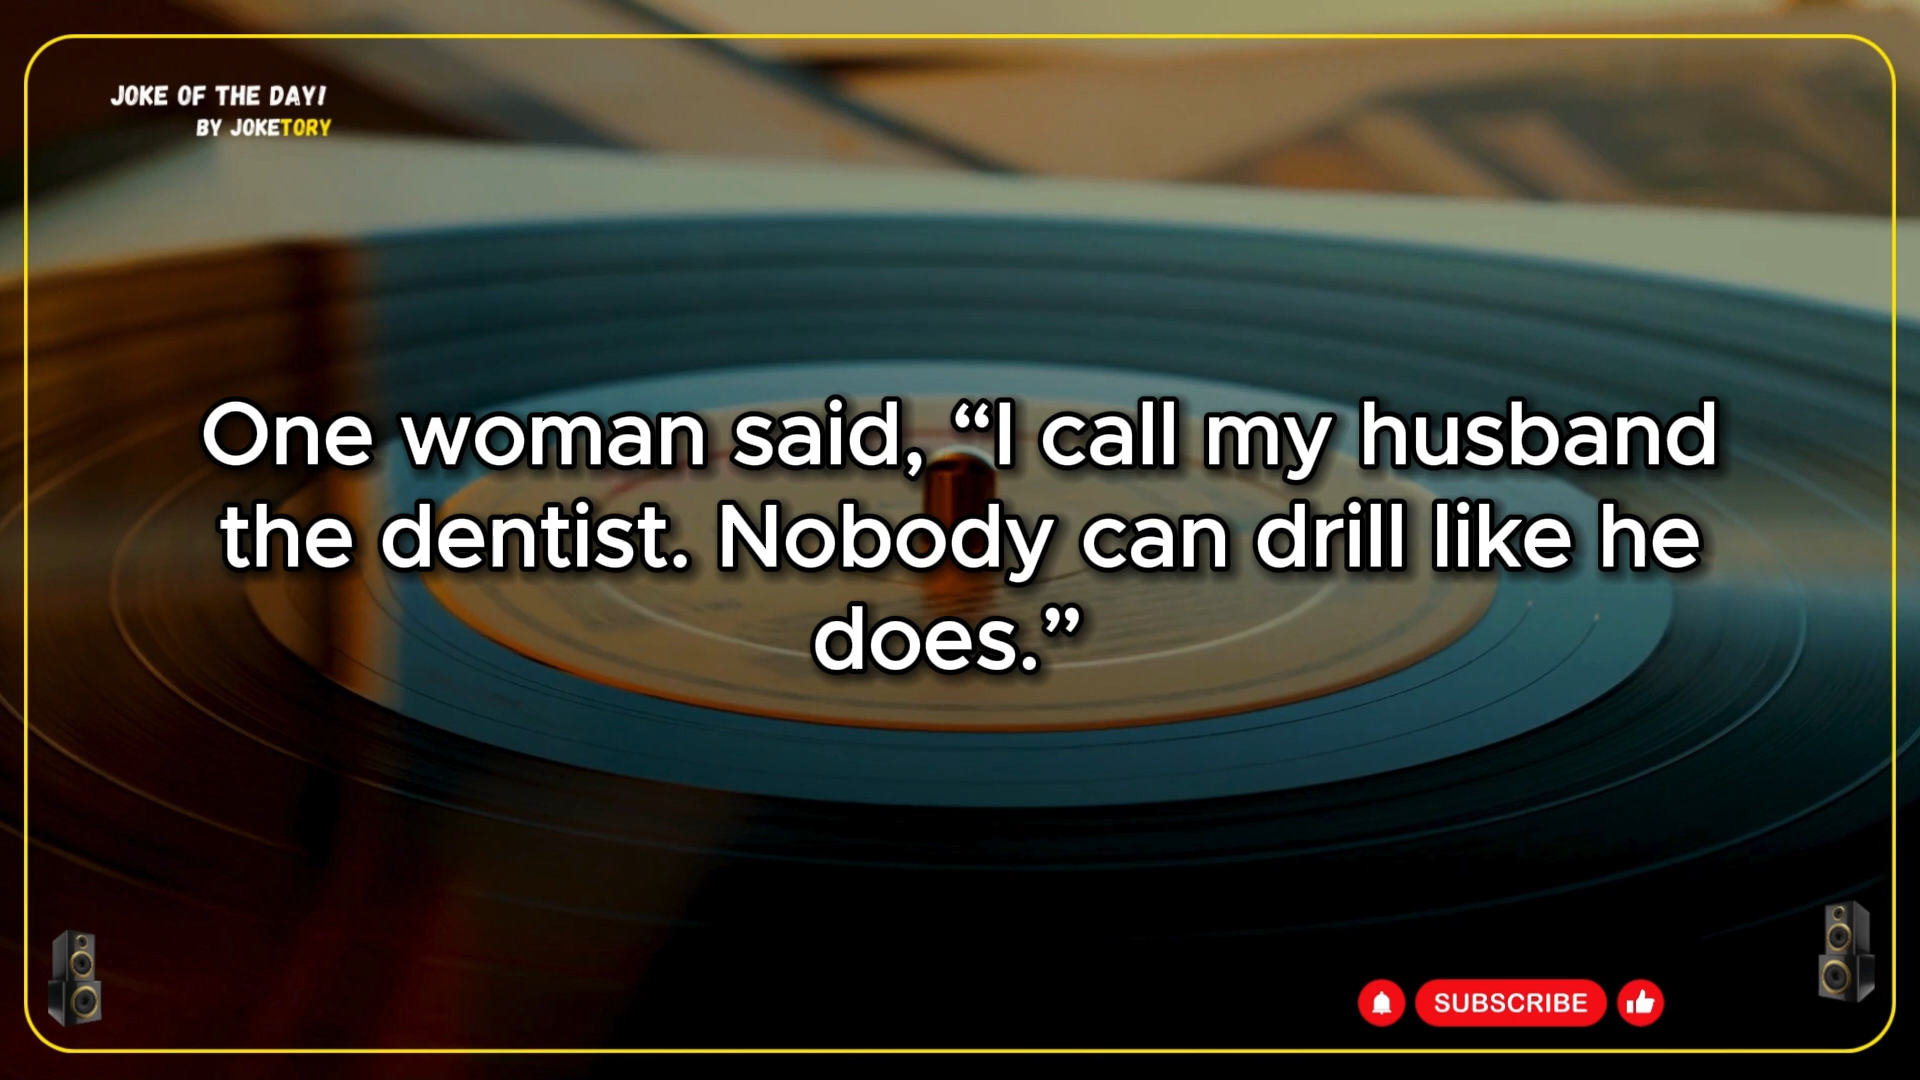 JOKE OF THE DAY!
BY JOKETORY
One woman said, “I call my husband
the dentist. Nobody can drill like he
does.”
SUBSCRIBE